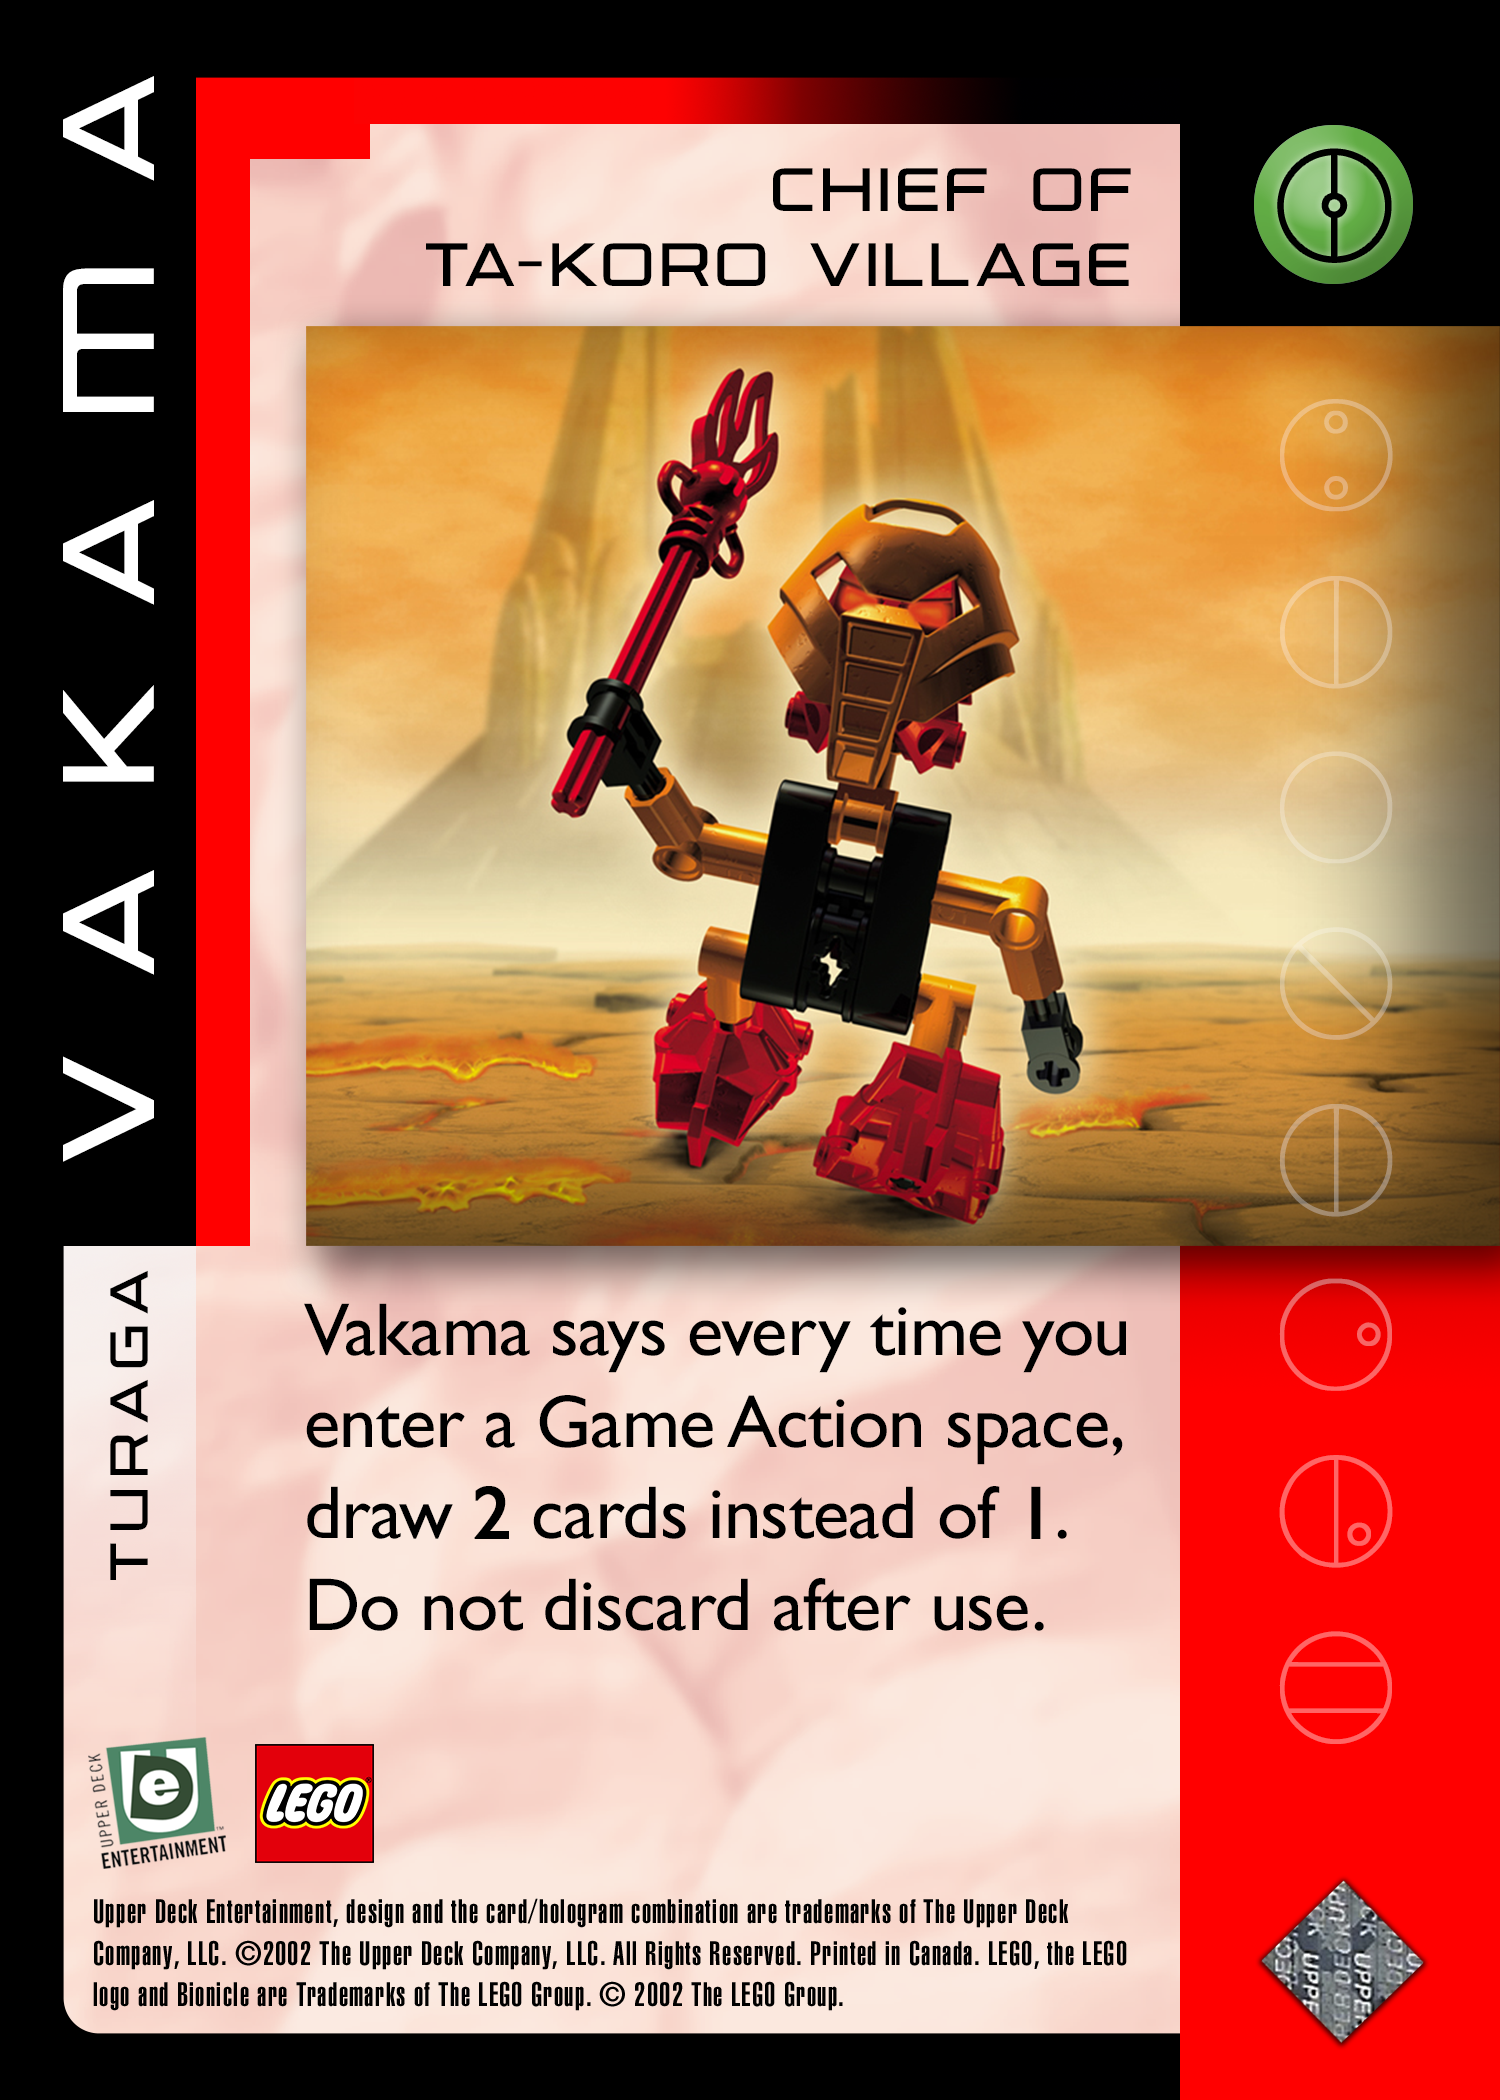 VAKAMA
CHIEF OF
TA-KORO VILLAGE
TURAGA
Vakama says every time you
enter a Game Action space,
draw 2 cards instead of 1.
Do not discard after use.
UPPER DECK
ENTERTAINMENT
LEGO
Upper Deck Entertainment, design and the card/hologram combination are trademarks of The Upper Deck
Company, LLC. ©2002 The Upper Deck Company, LLC. All Rights Reserved. Printed in Canada. LEGO, the LEGO
logo and Bionicle are Trademarks of The LEGO Group. © 2002 The LEGO Group.